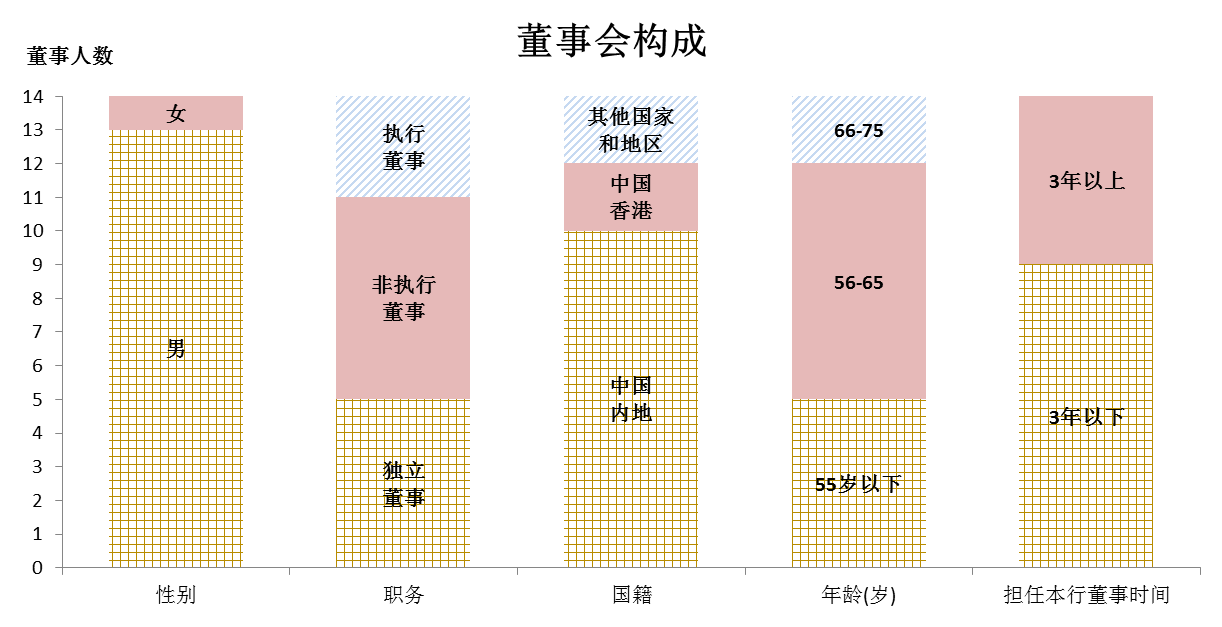 董事会构成
董事人数
14
13
12
11
10
9
8
7
6
5
4
3
2
1
0
女
男
执行
董事
非执行
董事
独立
董事
其他国家
和地区
中国
香港
中国
内地
66-75
56-65
55岁以下
3年以上
3年以下
性别
职务
国籍
年龄(岁)
担任本行董事时间